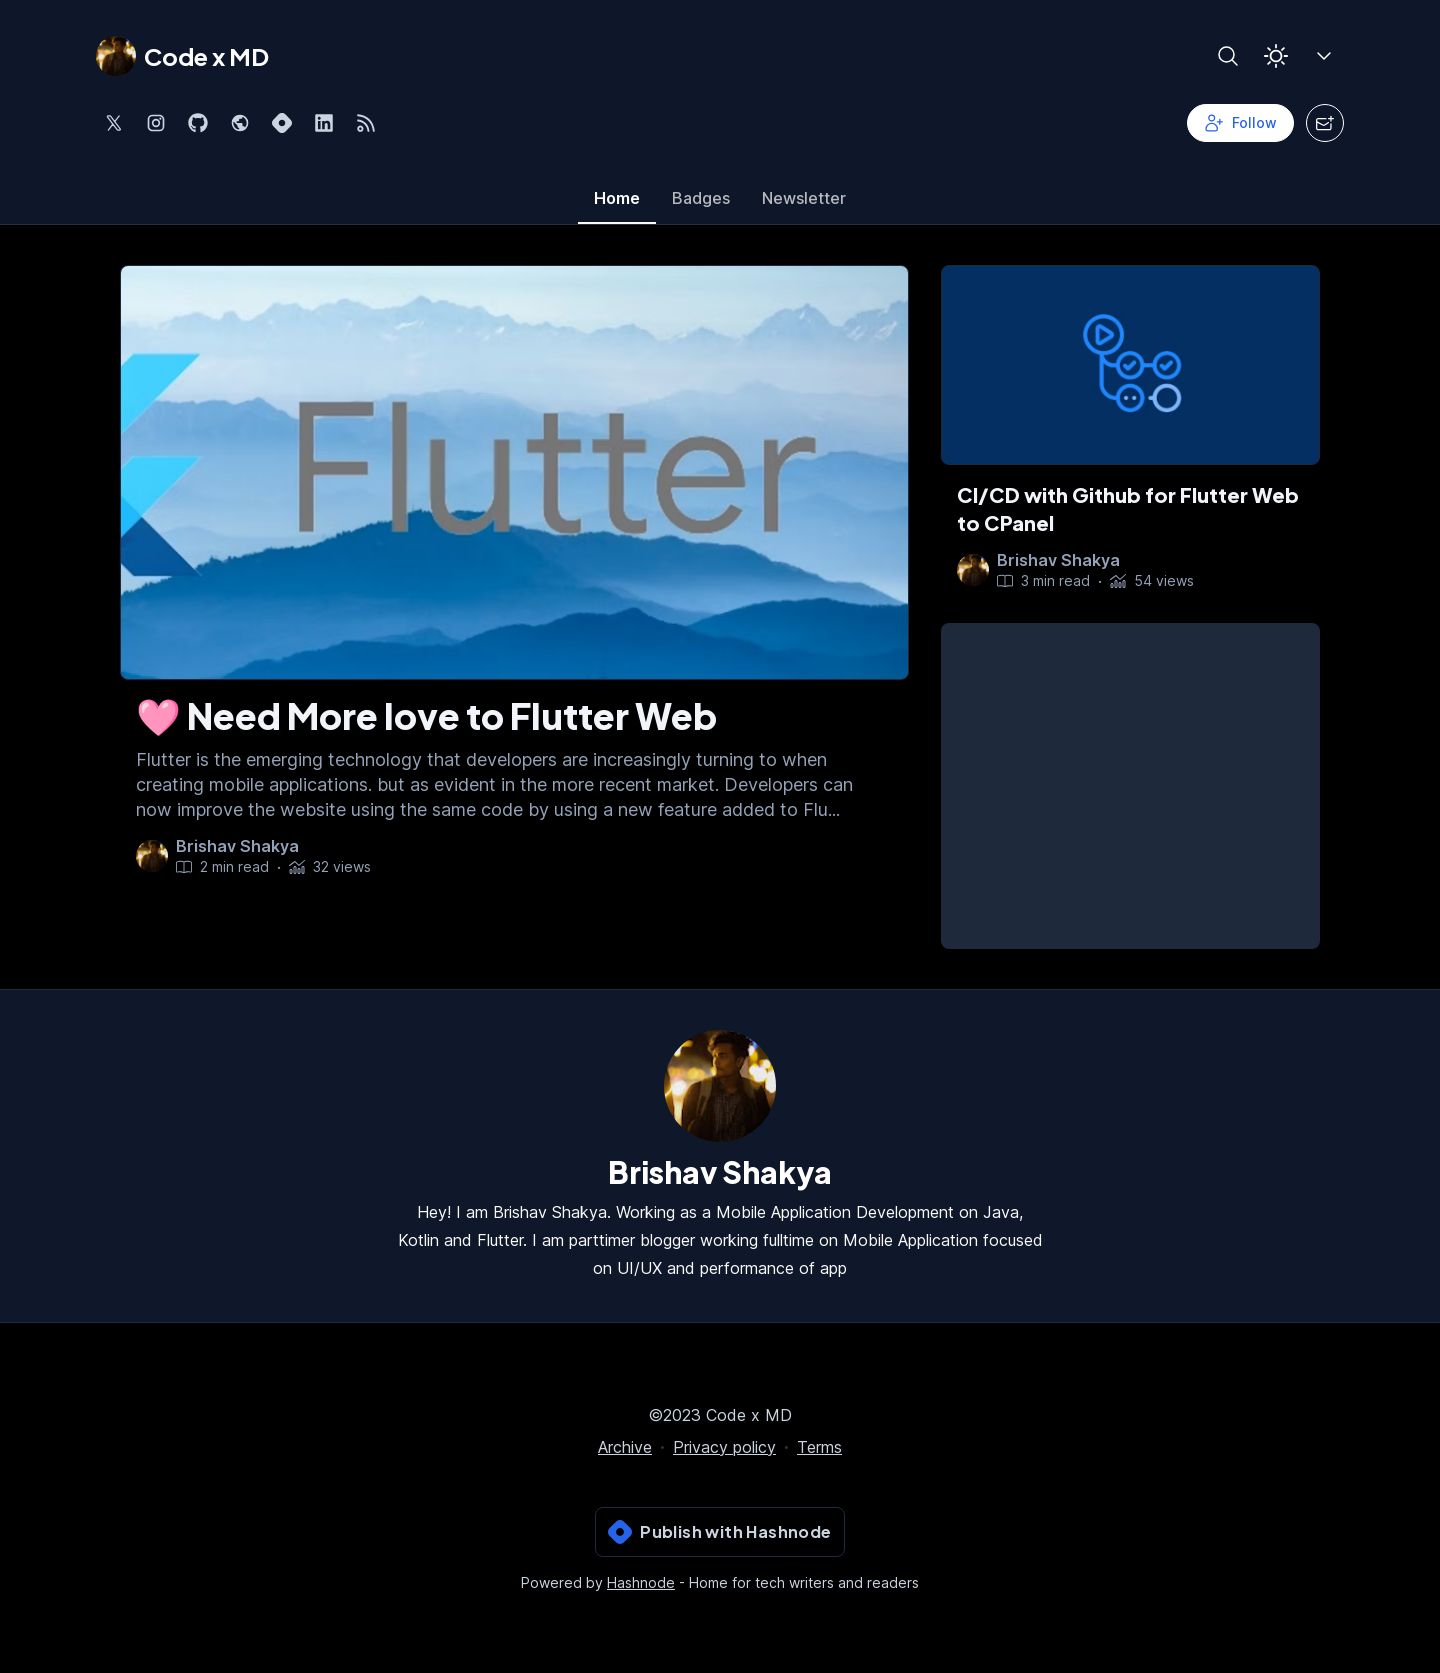 Code x MD
Follow
Home
Badges
Newsletter
Flutter
🩷 Need More love to Flutter Web
Flutter is the emerging technology that developers are increasingly turning to when
creating mobile applications. but as evident in the more recent market. Developers can
now improve the website using the same code by using a new feature added to Flu...
Brishav Shakya
2 min read · 32 views
CI/CD with Github for Flutter Web
to CPanel
Brishav Shakya
3 min read · 54 views
Brishav Shakya
Hey! I am Brishav Shakya. Working as a Mobile Application Development on Java,
Kotlin and Flutter. I am parttimer blogger working fulltime on Mobile Application focused
on UI/UX and performance of app
©2023 Code x MD
Archive · Privacy policy · Terms
Publish with Hashnode
Powered by Hashnode - Home for tech writers and readers